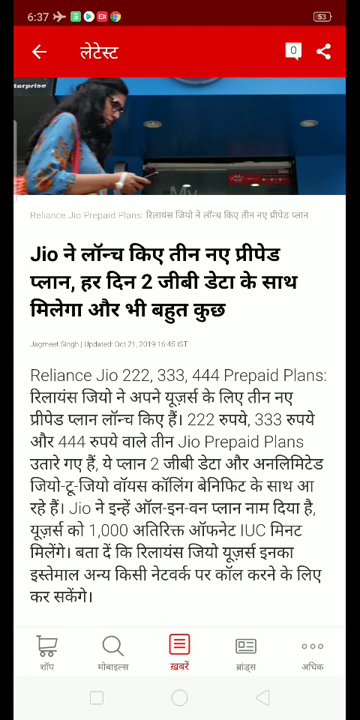 6:37
53
लेटेस्ट
0
terprise
My
Reliance Jio Prepaid Plans: रिलायंस जियो ने लॉन्च किए तीन नए प्रीपेड प्लान
Jio ने लॉन्च किए तीन नए प्रीपेड
प्लान, हर दिन 2 जीबी डेटा के साथ
मिलेगा और भी बहुत कुछ
Jagmeet Singh | Updated: Oct 21, 2019 16:45 IST
Reliance Jio 222, 333, 444 Prepaid Plans:
रिलायंस जियो ने अपने यूज़र्स के लिए तीन नए
प्रीपेड प्लान लॉन्च किए हैं। 222 रुपये, 333 रुपये
और 444 रुपये वाले तीन Jio Prepaid Plans
उतारे गए हैं, ये प्लान 2 जीबी डेटा और अनलिमिटेड
जियो-टू-जियो वॉयस कॉलिंग बेनिफिट के साथ आ
रहे हैं। Jio ने इन्हें ऑल-इन-वन प्लान नाम दिया है,
यूज़र्स को 1,000 अतिरिक्त ऑफनेट IUC मिनट
मिलेंगे। बता दें कि रिलायंस जियो यूज़र्स इनका
इस्तेमाल अन्य किसी नेटवर्क पर कॉल करने के लिए
कर सकेंगे।
शॉप
मोबाइल्स
ख़बरें
ब्रांड्स
अधिक